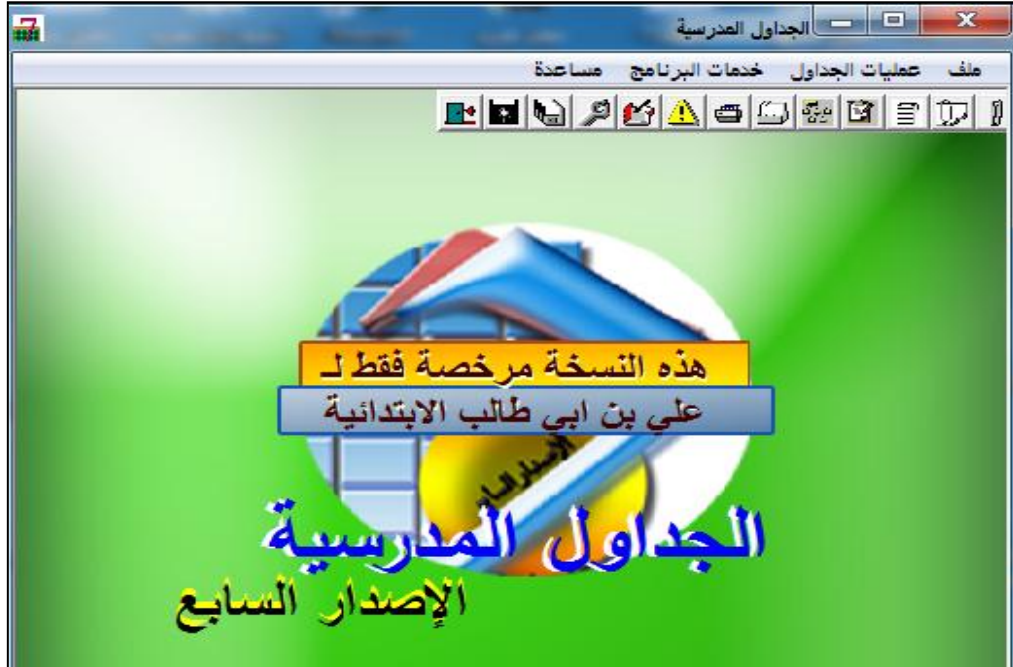 الجداول المدرسية
ملف عمليات الجداول خدمات البرنامج مساعدة
هذه النسخة مرخصة فقط لـ
علي بن ابي طالب الابتدائية
الجداول المدرسية
الإصدار السابع